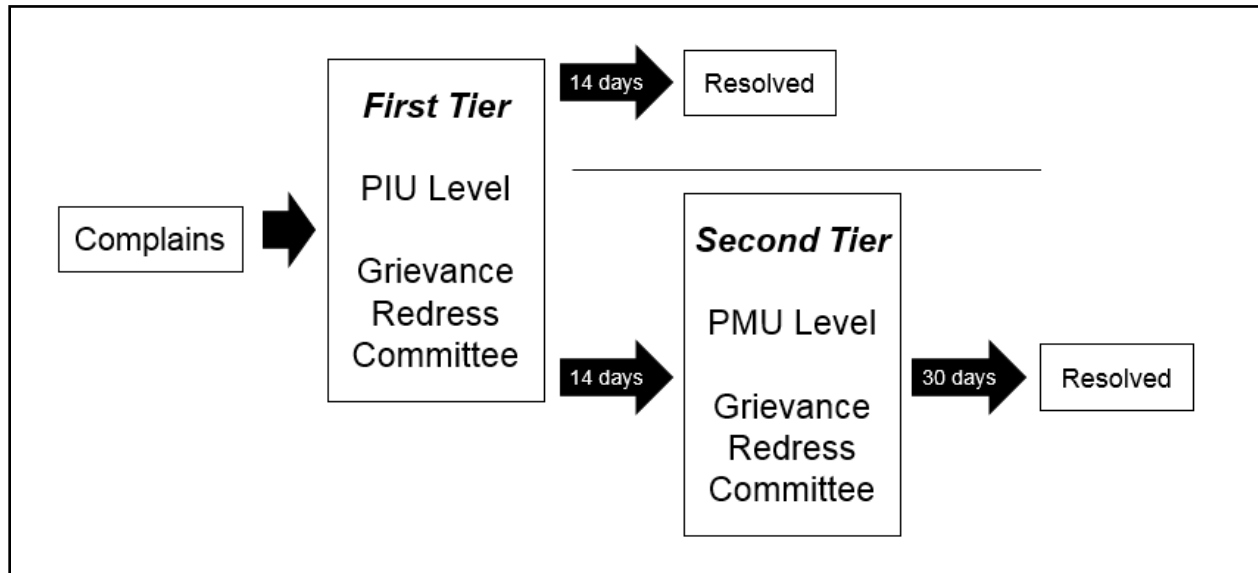 Complains
First Tier
PIU Level
Grievance
Redress
Committee
14 days
Resolved
14 days
Second Tier
PMU Level
Grievance
Redress
Committee
30 days
Resolved